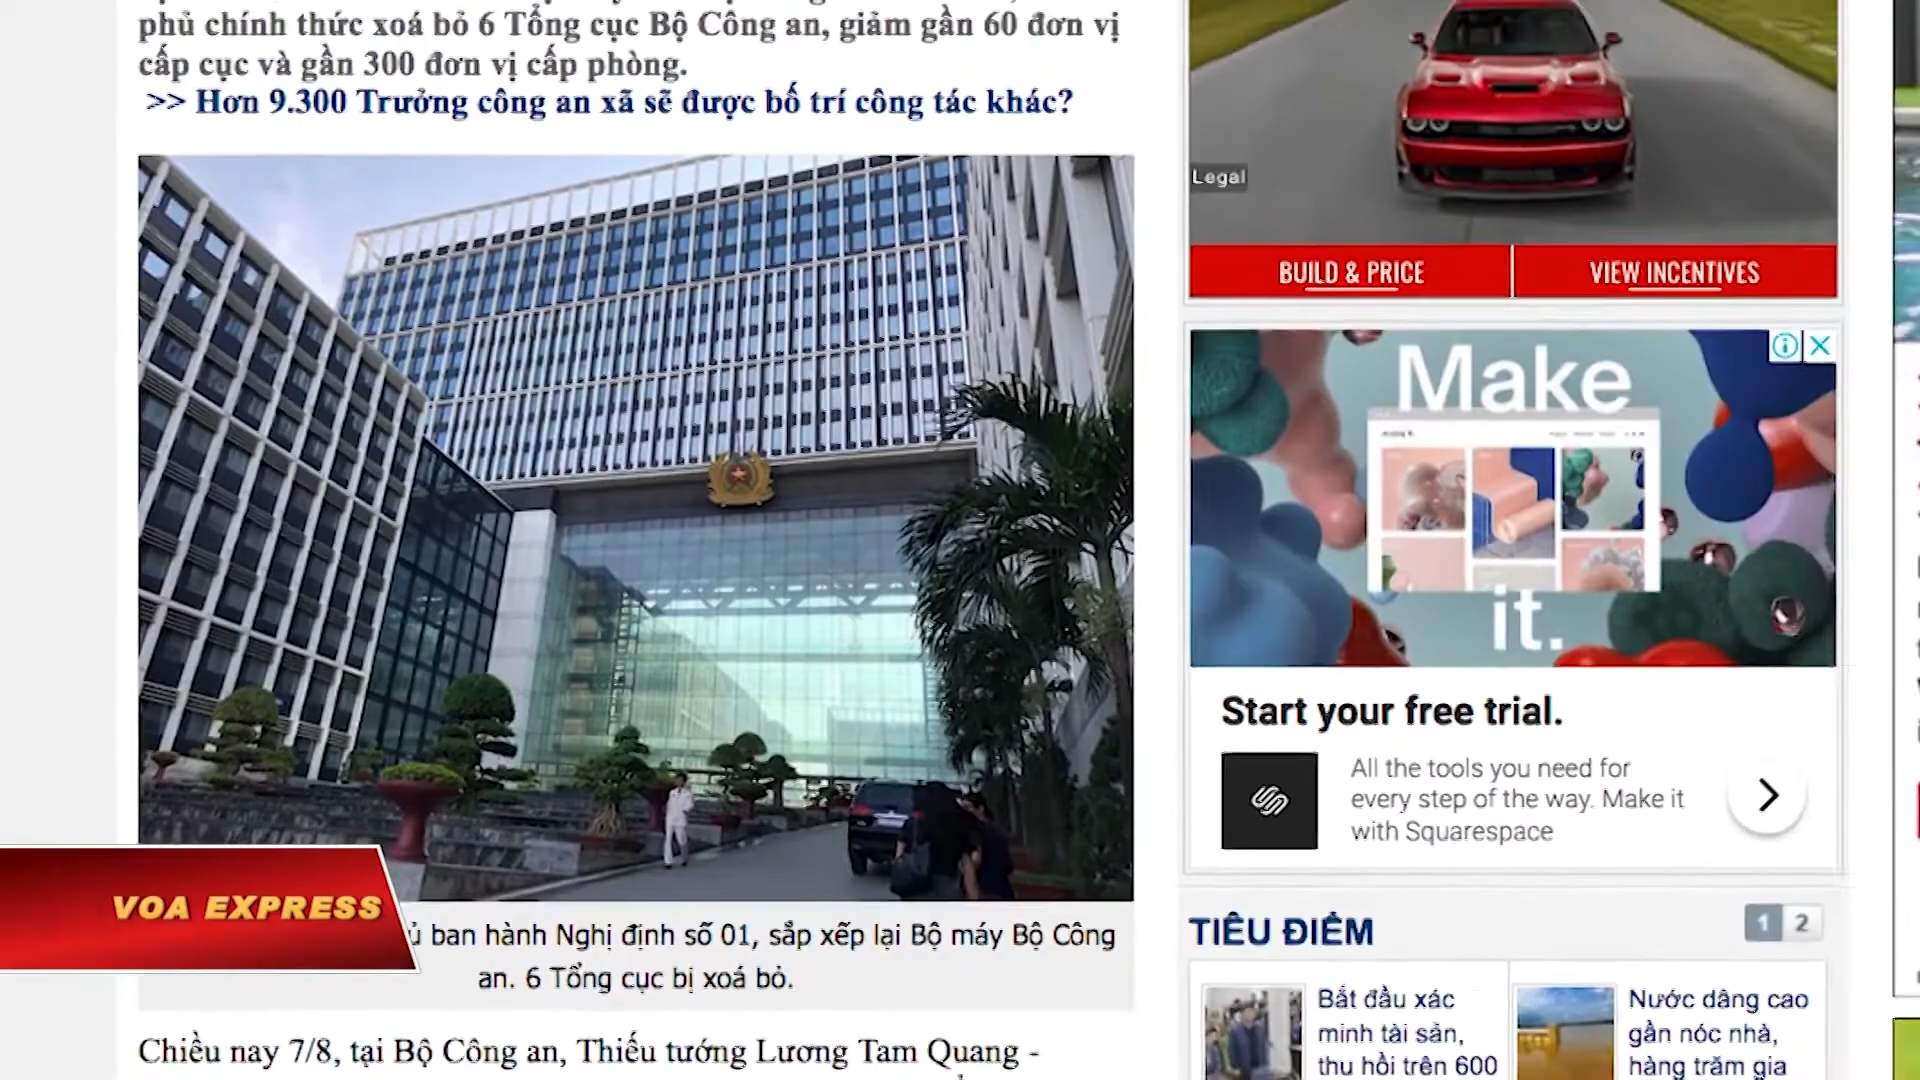 phủ chính thức xoá bỏ 6 Tổng cục Bộ Công an, giảm gần 60 đơn vị
cấp cục và gần 300 đơn vị cấp phòng.
>> Hơn 9.300 Trưởng công an xã sẽ được bố trí công tác khác?
ban hành Nghị định số 01, sắp xếp lại Bộ máy Bộ Công
an. 6 Tổng cục bị xoá bỏ.
Chiều nay 7/8, tại Bộ Công an, Thiếu tướng Lương Tam Quang -
VOA EXPRESS
Legal
BUILD & PRICE
VIEW INCENTIVES
Make
it.
Start your free trial.
All the tools you need for
every step of the way. Make it
with Squarespace
TIÊU ĐIỂM
1 2
Bắt đầu xác
minh tài sản,
thu hồi trên 600
Nước dâng cao
gần nóc nhà,
hàng trăm gia